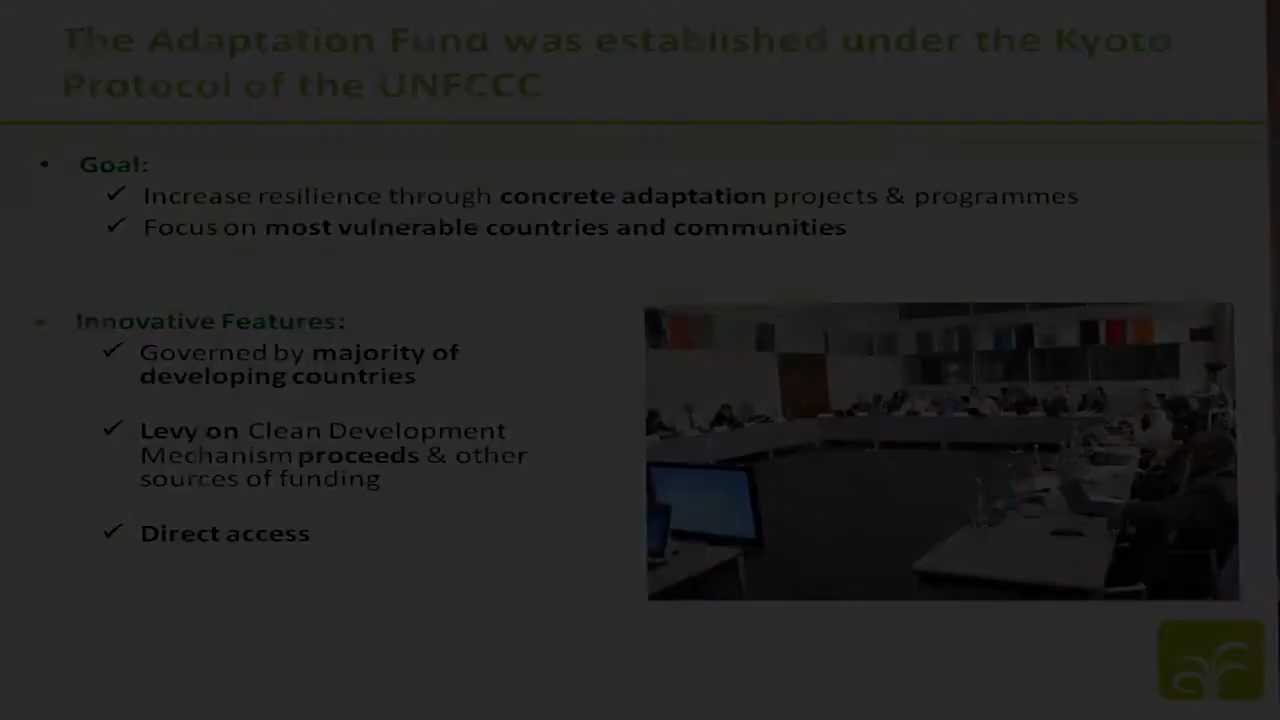 The Adaptation Fund was established under the Kyoto
Protocol of the UNFCCC
• Goal:
✓ Increase resilience through concrete adaptation projects & programmes
✓ Focus on most vulnerable countries and communities
• Innovative Features:
✓ Governed by majority of
developing countries
✓ Levy on Clean Development
Mechanism proceeds & other
sources of funding
✓ Direct access